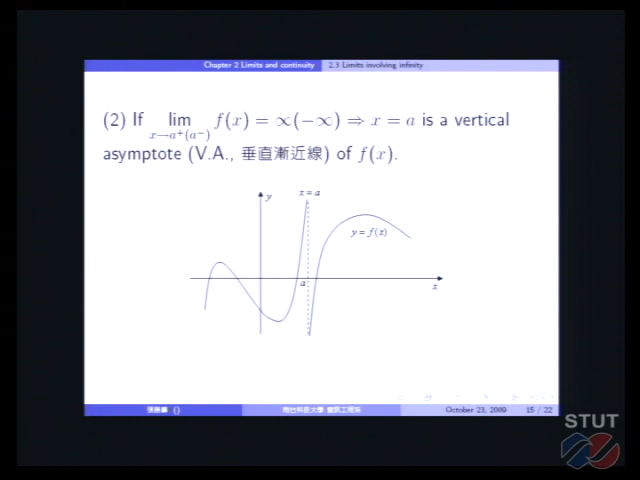 Chapter 2 Limits and continuity 2.3 Limits involving infinity
(2) If lim f(x) = ∞(−∞) ⇒ x = a is a vertical
x→a⁺(a⁻)
asymptote (V.A., 垂直漸近線) of f(x).
y
x = a
y = f(x)
a
x
() October 23, 2009 15 / 22
STUT